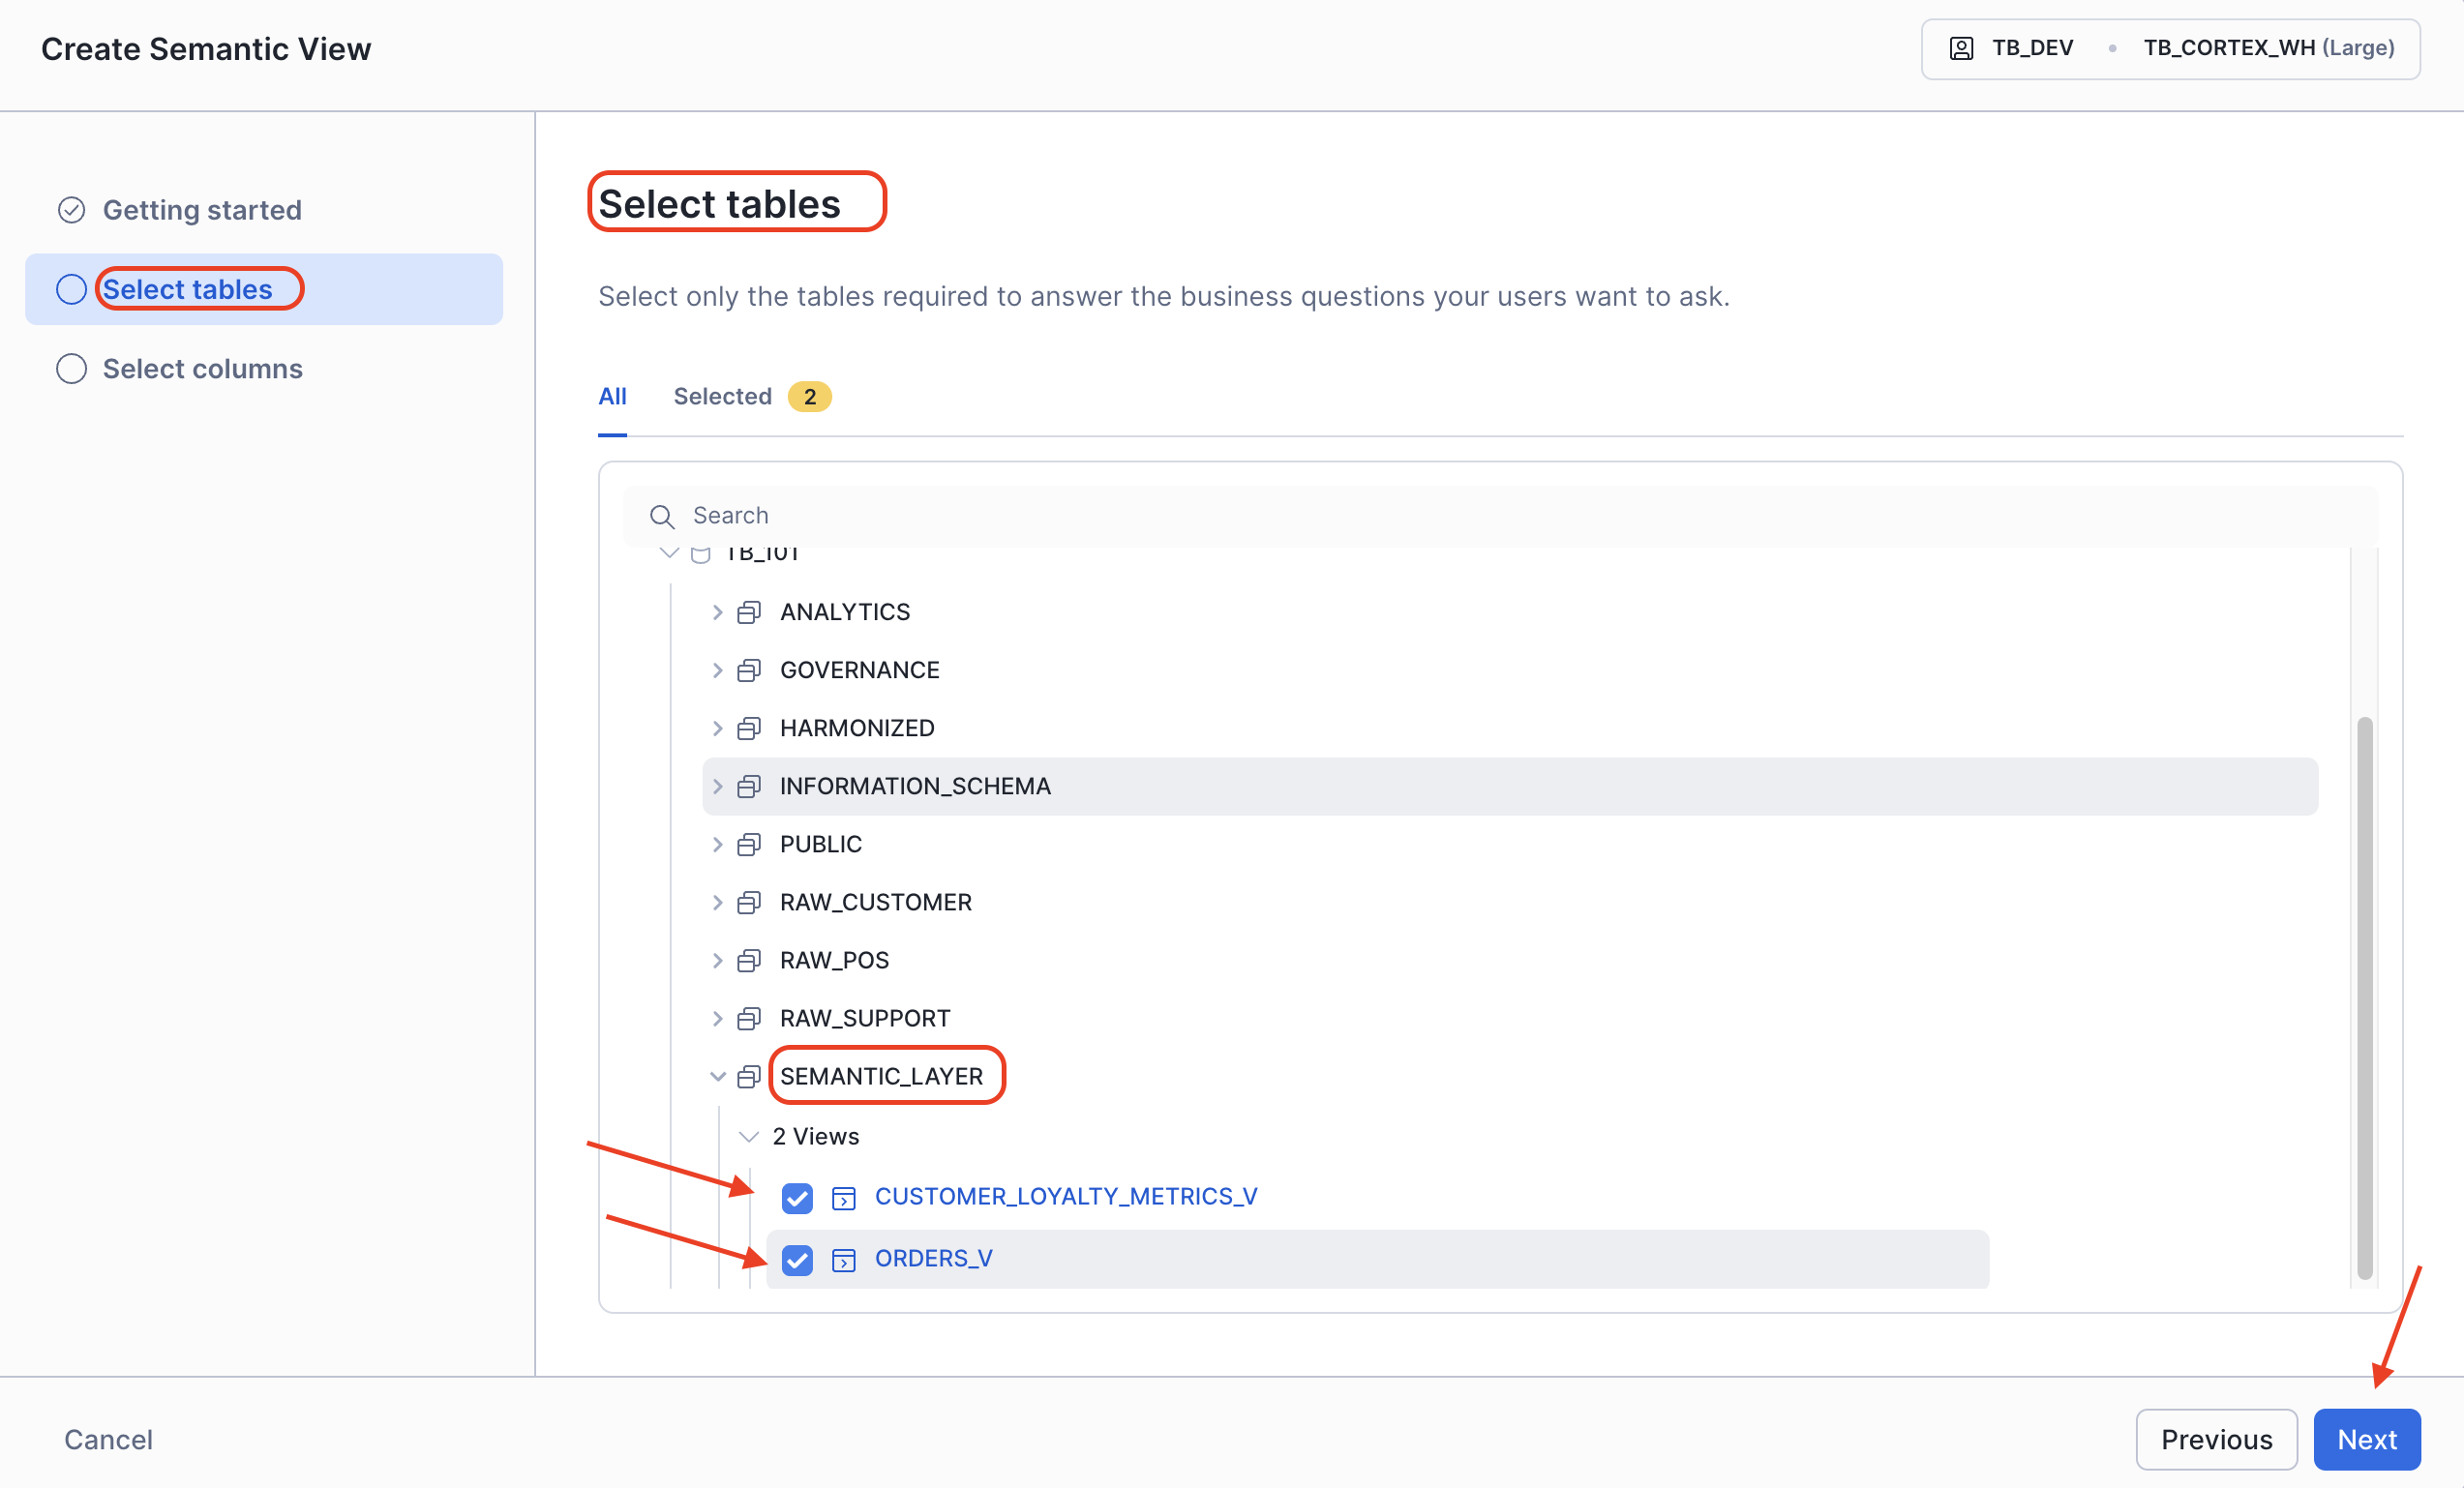 Create Semantic View
TB_DEV • TB_CORTEX_WH (Large)
Getting started
Select tables
Select columns
Select tables
Select only the tables required to answer the business questions your users want to ask.
All Selected 2
Search
TB_101
ANALYTICS
GOVERNANCE
HARMONIZED
INFORMATION_SCHEMA
PUBLIC
RAW_CUSTOMER
RAW_POS
RAW_SUPPORT
SEMANTIC_LAYER
2 Views
CUSTOMER_LOYALTY_METRICS_V
ORDERS_V
Cancel Previous Next